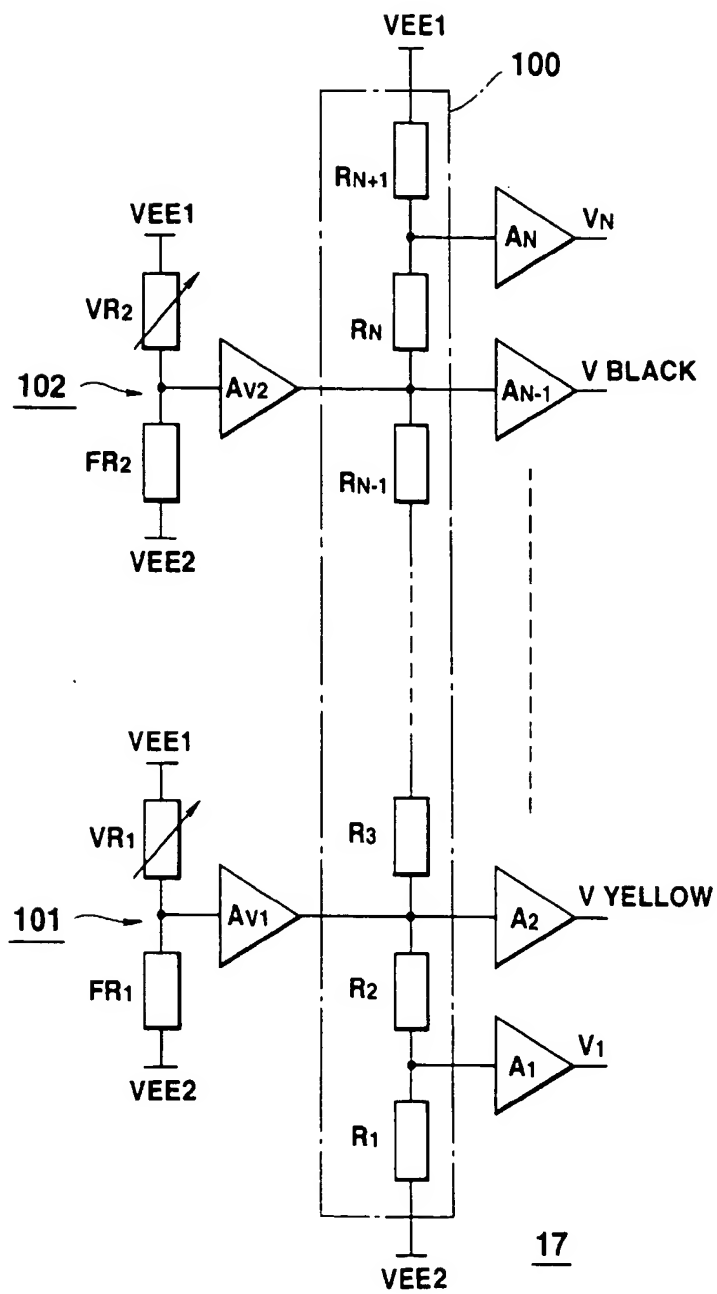 VEE1
100
RN+1
VEE1
AN
VN
VR2
RN
102
AV2
AN-1
V BLACK
FR2
RN-1
VEE2
VEE1
VR1
R3
V YELLOW
101
AV1
A2
FR1
R2
V1
A1
VEE2
R1
17
VEE2